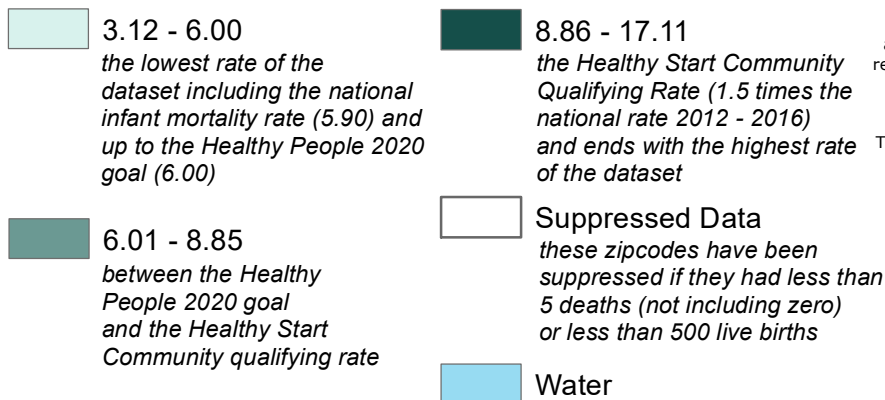 3.12 - 6.00
the lowest rate of the
dataset including the national
infant mortality rate (5.90) and
up to the Healthy People 2020
goal (6.00)
6.01 - 8.85
between the Healthy
People 2020 goal
and the Healthy Start
Community qualifying rate
8.86 - 17.11
the Healthy Start Community
Qualifying Rate (1.5 times the
national rate 2012 - 2016)
and ends with the highest rate
of the dataset
Suppressed Data
these zipcodes have been
suppressed if they had less than
5 deaths (not including zero)
or less than 500 live births
Water